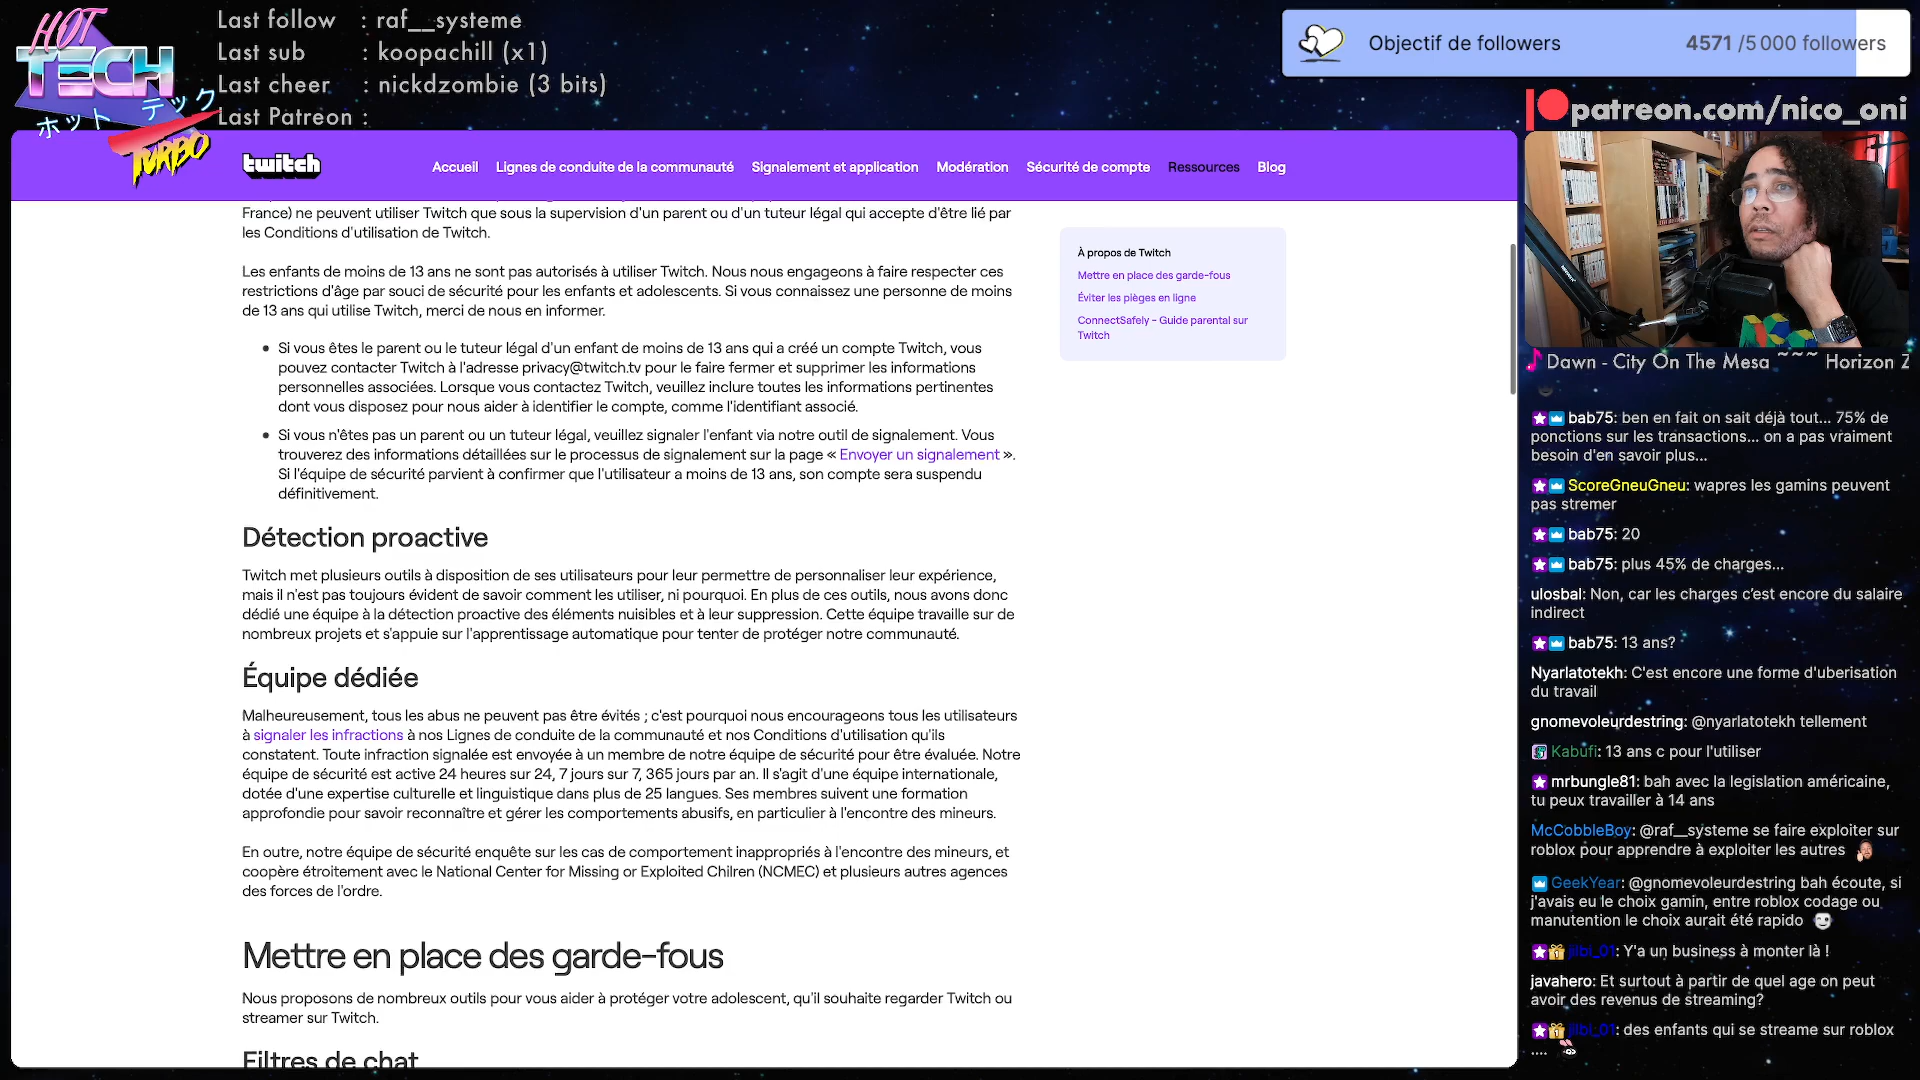 HOT
TECH
ホット テック
TURBO
Last follow : raf__systeme
Last sub : koopachill (x1)
Last cheer : nickdzombie (3 bits)
Last Patreon :
Objectif de followers 4571 /5 000 followers
patreon.com/nico_oni
twitch
Accueil Lignes de conduite de la communauté Signalement et application Modération Sécurité de compte Ressources Blog
France) ne peuvent utiliser Twitch que sous la supervision d'un parent ou d'un tuteur légal qui accepte d'être lié par
les Conditions d'utilisation de Twitch.
Les enfants de moins de 13 ans ne sont pas autorisés à utiliser Twitch. Nous nous engageons à faire respecter ces
restrictions d'âge par souci de sécurité pour les enfants et adolescents. Si vous connaissez une personne de moins
de 13 ans qui utilise Twitch, merci de nous en informer.
• Si vous êtes le parent ou le tuteur légal d'un enfant de moins de 13 ans qui a créé un compte Twitch, vous
pouvez contacter Twitch à l'adresse privacy@twitch.tv pour le faire fermer et supprimer les informations
personnelles associées. Lorsque vous contactez Twitch, veuillez inclure toutes les informations pertinentes
dont vous disposez pour nous aider à identifier le compte, comme l'identifiant associé.
• Si vous n'êtes pas un parent ou un tuteur légal, veuillez signaler l'enfant via notre outil de signalement. Vous
trouverez des informations détaillées sur le processus de signalement sur la page « Envoyer un signalement ».
Si l'équipe de sécurité parvient à confirmer que l'utilisateur a moins de 13 ans, son compte sera suspendu
définitivement.
Détection proactive
Twitch met plusieurs outils à disposition de ses utilisateurs pour leur permettre de personnaliser leur expérience,
mais il n'est pas toujours évident de savoir comment les utiliser, ni pourquoi. En plus de ces outils, nous avons donc
dédié une équipe à la détection proactive des éléments nuisibles et à leur suppression. Cette équipe travaille sur de
nombreux projets et s'appuie sur l'apprentissage automatique pour tenter de protéger notre communauté.
Équipe dédiée
Malheureusement, tous les abus ne peuvent pas être évités ; c'est pourquoi nous encourageons tous les utilisateurs
à signaler les infractions à nos Lignes de conduite de la communauté et nos Conditions d'utilisation qu'ils
constatent. Toute infraction signalée est envoyée à un membre de notre équipe de sécurité pour être évaluée. Notre
équipe de sécurité est active 24 heures sur 24, 7 jours sur 7, 365 jours par an. Il s'agit d'une équipe internationale,
dotée d'une expertise culturelle et linguistique dans plus de 25 langues. Ses membres suivent une formation
approfondie pour savoir reconnaître et gérer les comportements abusifs, en particulier à l'encontre des mineurs.
En outre, notre équipe de sécurité enquête sur les cas de comportement inappropriés à l'encontre des mineurs, et
coopère étroitement avec le National Center for Missing or Exploited Chilren (NCMEC) et plusieurs autres agences
des forces de l'ordre.
Mettre en place des garde-fous
Nous proposons de nombreux outils pour vous aider à protéger votre adolescent, qu'il souhaite regarder Twitch ou
streamer sur Twitch.
Filtres de chat
À propos de Twitch
Mettre en place des garde-fous
Éviter les pièges en ligne
ConnectSafely - Guide parental sur
Twitch
Dawn - City On The Mesa ~~~ Horizon Z
bab75: ben en fait on sait déjà tout... 75% de
ponctions sur les transactions... on a pas vraiment
besoin d'en savoir plus...
ScoreGneuGneu: wapres les gamins peuvent
pas stremer
bab75: 20
bab75: plus 45% de charges...
ulosbal: Non, car les charges c'est encore du salaire
indirect
bab75: 13 ans?
Nyarlatotekh: C'est encore une forme d'uberisation
du travail
gnomevoleurdestring: @nyarlatotekh tellement
Kabufi: 13 ans c pour l'utiliser
mrbungle81: bah avec la legislation américaine,
tu peux travailler à 14 ans
McCobbleBoy: @raf__systeme se faire exploiter sur
roblox pour apprendre à exploiter les autres
GeekYear: @gnomevoleurdestring bah écoute, si
j'avais eu le choix gamin, entre roblox codage ou
manutention le choix aurait été rapido
jilbi_01: Y'a un business à monter là !
javahero: Et surtout à partir de quel age on peut
avoir des revenus de streaming?
jilbi_01: des enfants qui se streame sur roblox
....